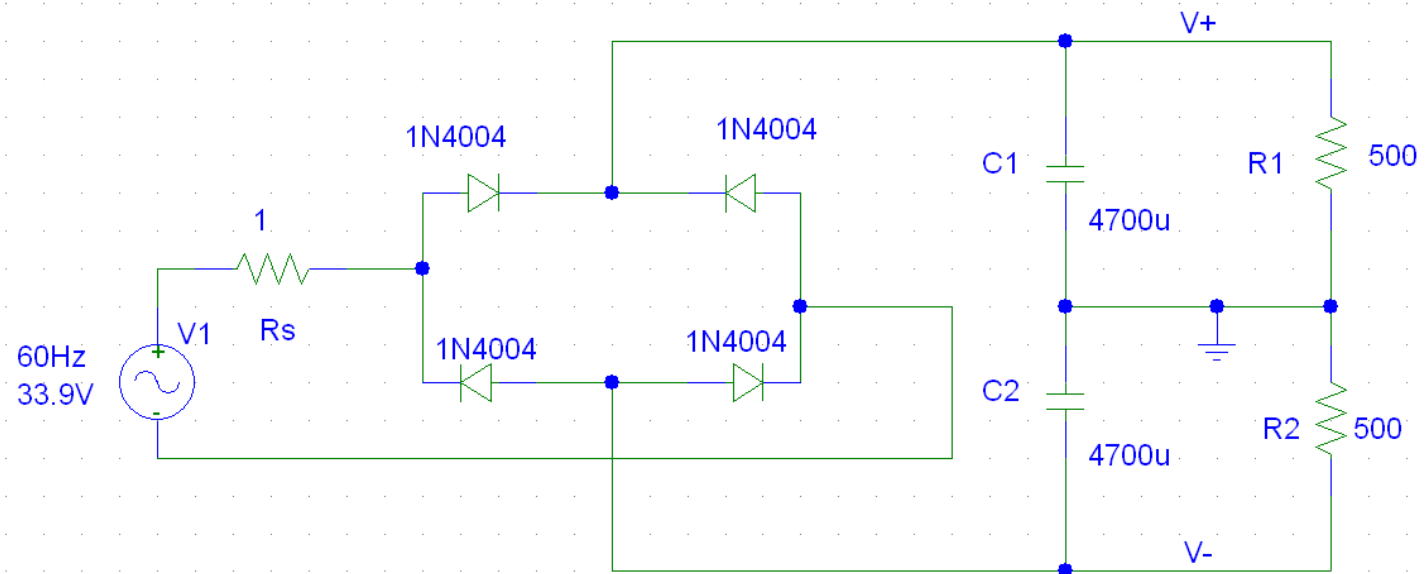 V+
1N4004
1N4004
C1
R1
500
4700u
1
Rs
V1
60Hz
33.9V
+
-
1N4004
1N4004
C2
R2
500
4700u
V-